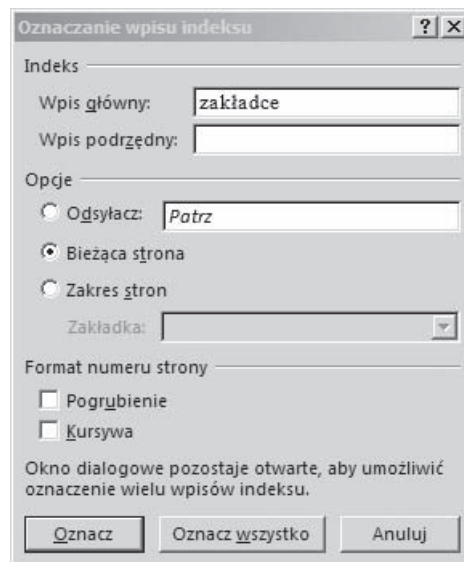 Oznaczanie wpisu indeksu
Indeks
Wpis główny: zakładce
Wpis podrzędny:
Opcje
Odsyłacz: Patrz
Bieżąca strona
Zakres stron
Zakładka:
Format numeru strony
Pogrubienie
Kursywa
Okno dialogowe pozostaje otwarte, aby umożliwić
oznaczenie wielu wpisów indeksu.
Oznacz Oznacz wszystko Anuluj